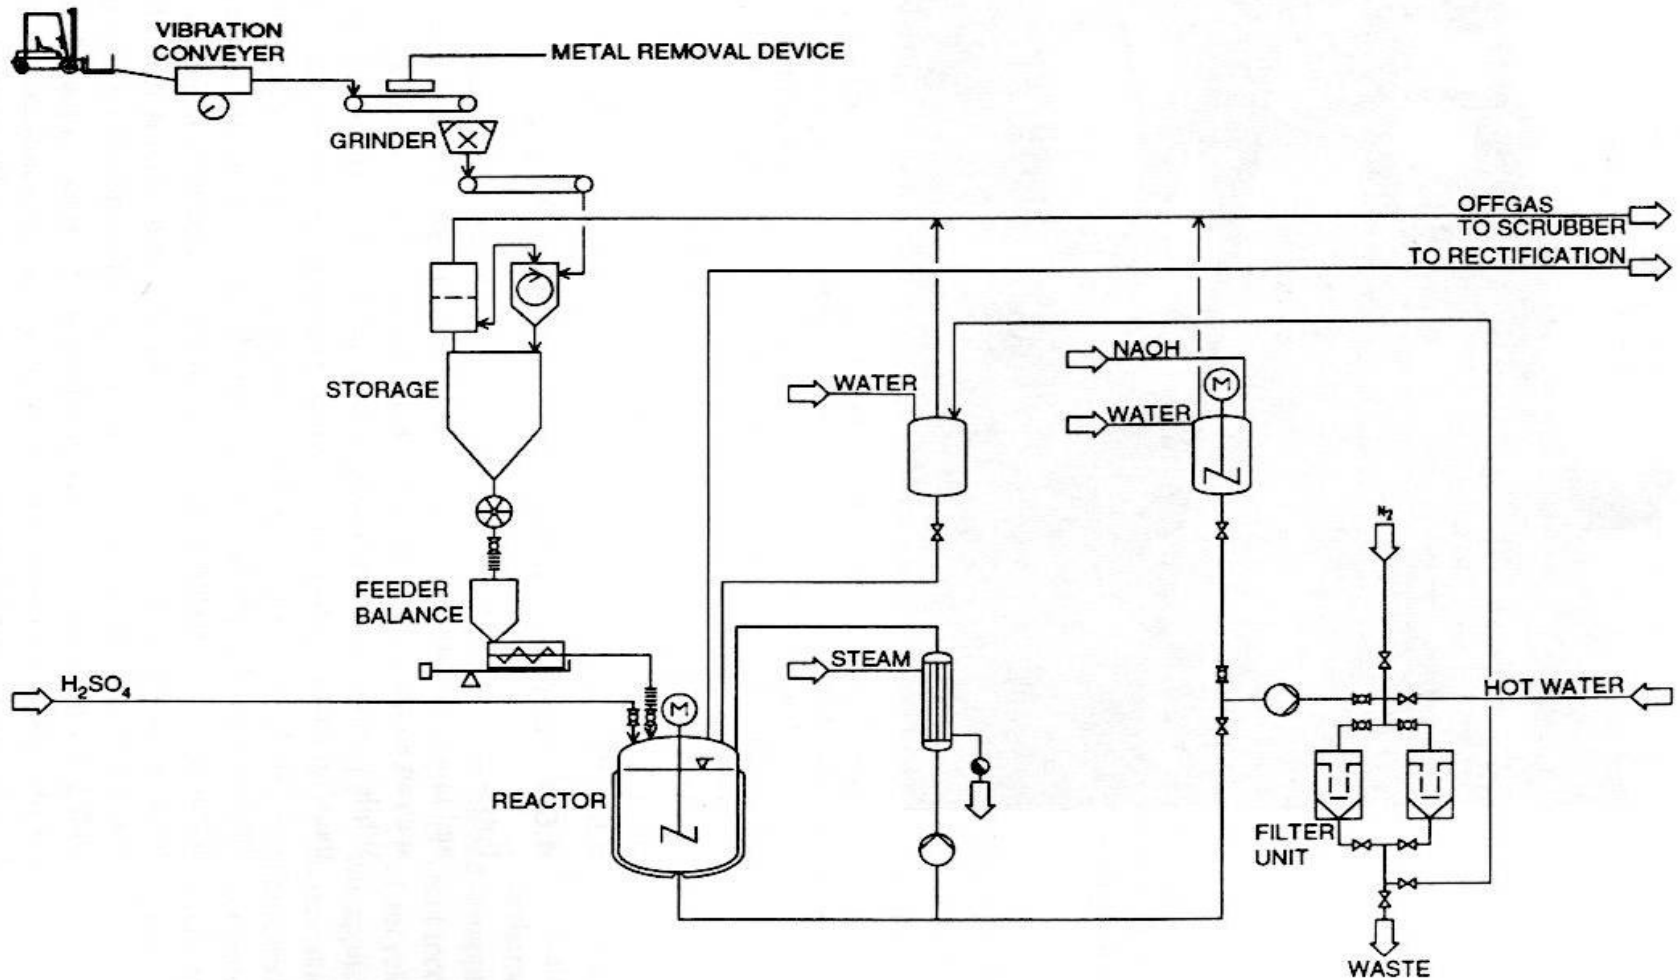 VIBRATION
CONVEYER
METAL REMOVAL DEVICE
GRINDER
OFFGAS
TO SCRUBBER
TO RECTIFICATION
NAOH
STORAGE
WATER
M
WATER
N₂
FEEDER
BALANCE
STEAM
H₂SO₄
HOT WATER
M
REACTOR
FILTER
UNIT
WASTE